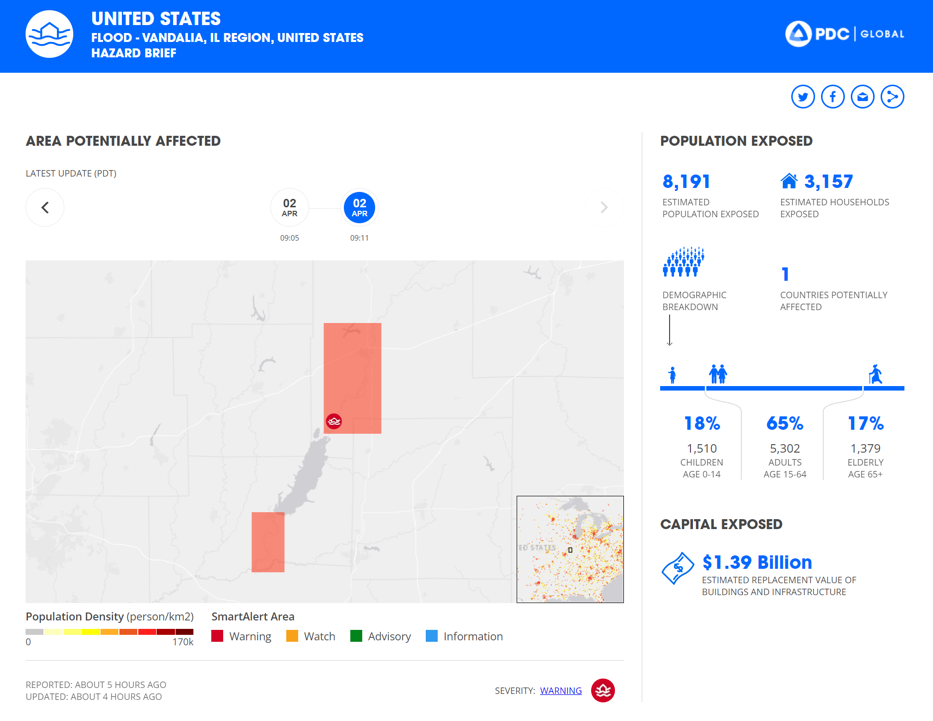 UNITED STATES
FLOOD - VANDALIA, IL REGION, UNITED STATES
HAZARD BRIEF
PDC | GLOBAL
AREA POTENTIALLY AFFECTED
LATEST UPDATE (PDT)
02
APR
02
APR
09:05
09:11
ED STATES
Population Density (person/km2)
0
170k
SmartAlert Area
Warning
Watch
Advisory
Information
REPORTED: ABOUT 5 HOURS AGO
UPDATED: ABOUT 4 HOURS AGO
SEVERITY: WARNING
POPULATION EXPOSED
8,191
ESTIMATED
POPULATION EXPOSED
3,157
ESTIMATED HOUSEHOLDS
EXPOSED
DEMOGRAPHIC
BREAKDOWN
1
COUNTRIES POTENTIALLY
AFFECTED
18%
1,510
CHILDREN
AGE 0-14
65%
5,302
ADULTS
AGE 15-64
17%
1,379
ELDERLY
AGE 65+
CAPITAL EXPOSED
$1.39 Billion
ESTIMATED REPLACEMENT VALUE OF
BUILDINGS AND INFRASTRUCTURE